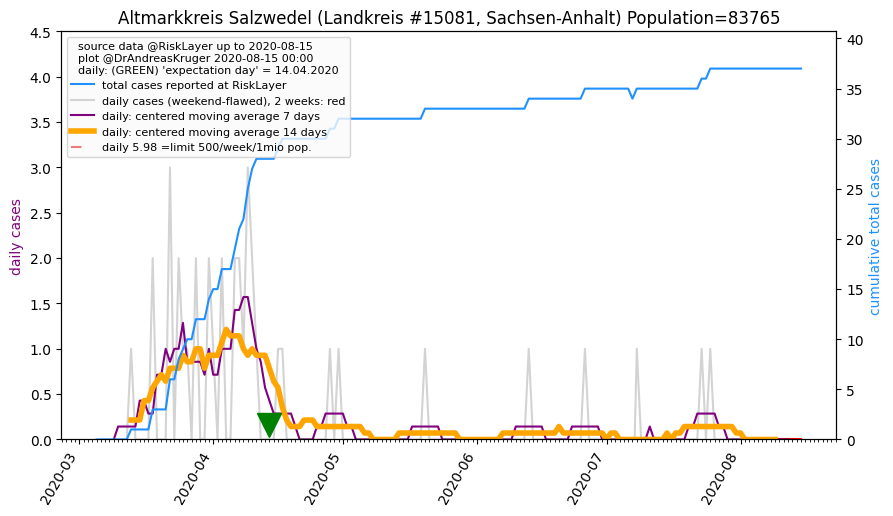 Altmarkkreis Salzwedel (Landkreis #15081, Sachsen-Anhalt) Population=83765
source data @RiskLayer up to 2020-08-15
plot @DrAndreasKruger 2020-08-15 00:00
daily: (GREEN) 'expectation day' = 14.04.2020
total cases reported at RiskLayer
daily cases (weekend-flawed), 2 weeks: red
daily: centered moving average 7 days
daily: centered moving average 14 days
daily 5.98 =limit 500/week/1mio pop.
daily cases
4.5
4.0
3.5
3.0
2.5
2.0
1.5
1.0
0.5
0.0
cumulative total cases
40
35
30
25
20
15
10
5
0
2020-03
2020-04
2020-05
2020-06
2020-07
2020-08